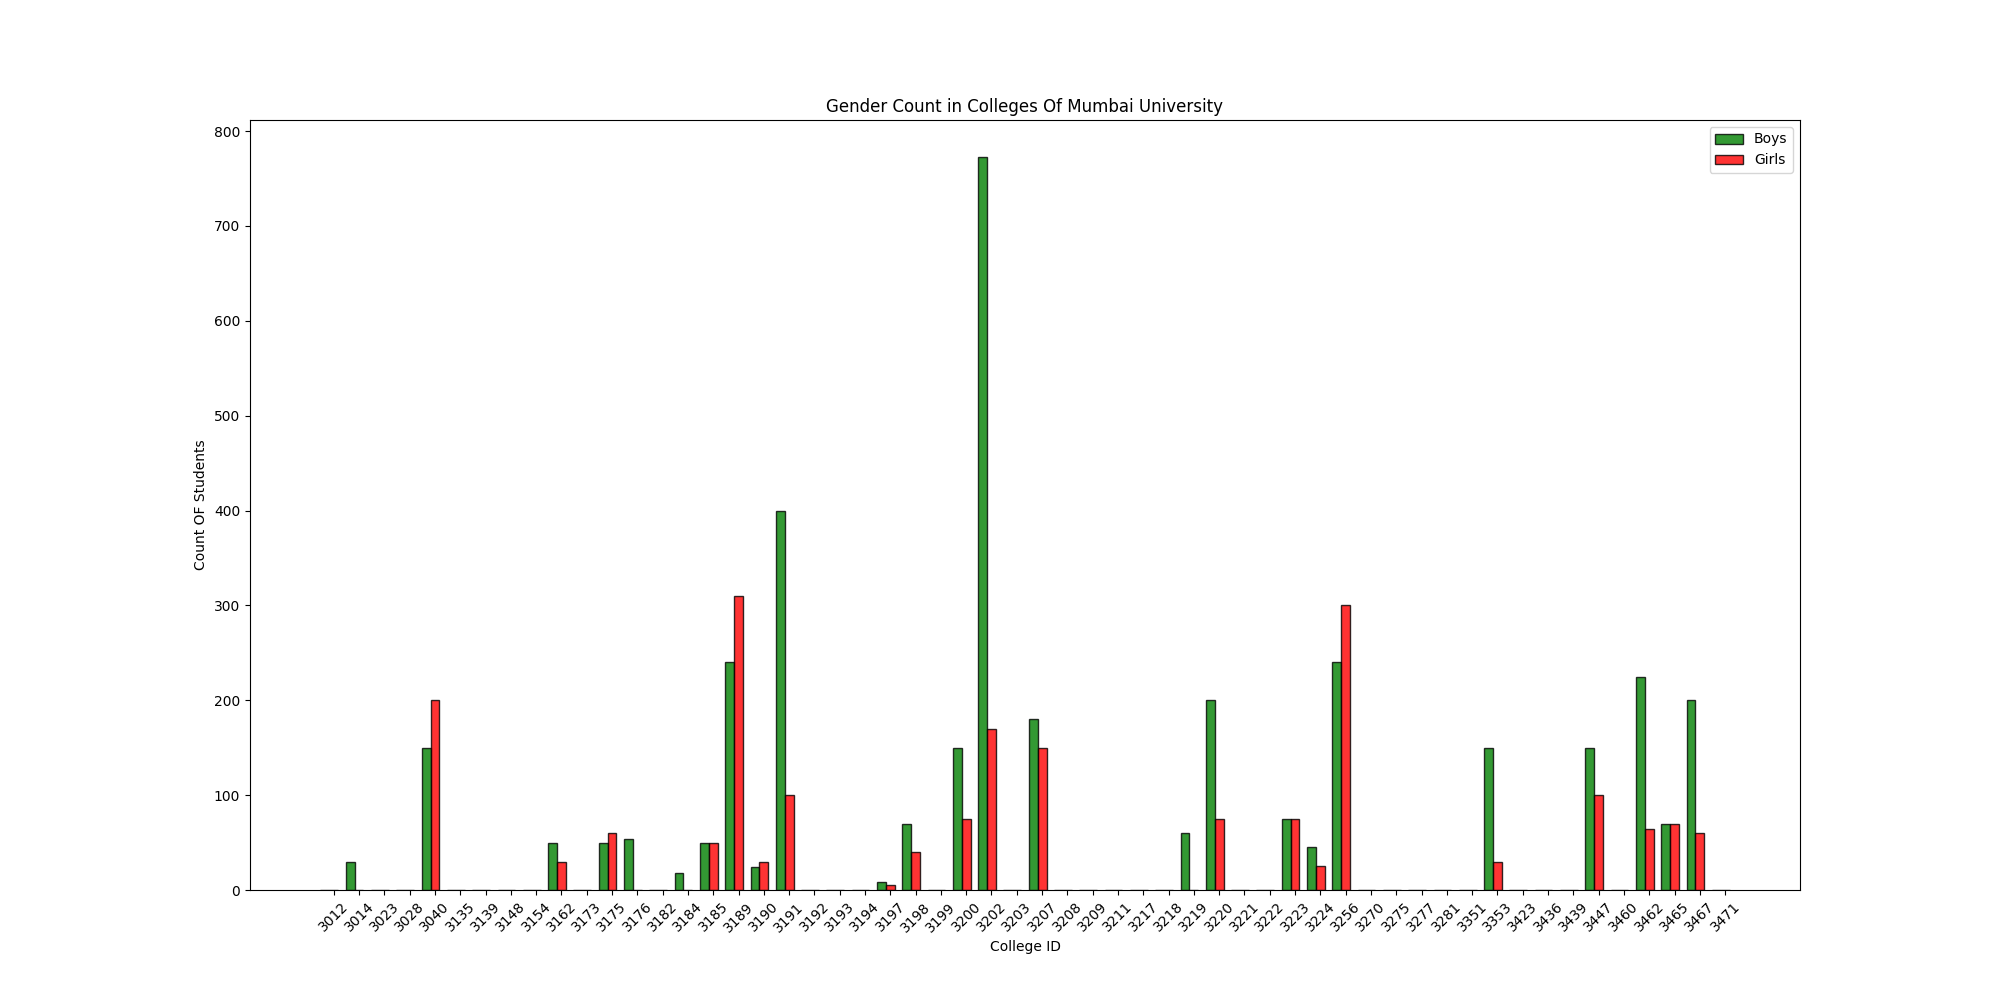 Gender Count in Colleges Of Mumbai University
Boys
Girls
Count OF Students
800
700
600
500
400
300
200
100
0
3012 3014 3023 3028 3040 3135 3139 3148 3154 3162 3173 3175 3176 3182 3184 3185 3189 3190 3191 3192 3193 3194 3197 3198 3199 3200 3202 3203 3207 3208 3209 3211 3217 3218 3219 3220 3221 3222 3223 3224 3256 3270 3275 3277 3281 3351 3353 3423 3436 3439 3447 3460 3462 3465 3467 3471
College ID